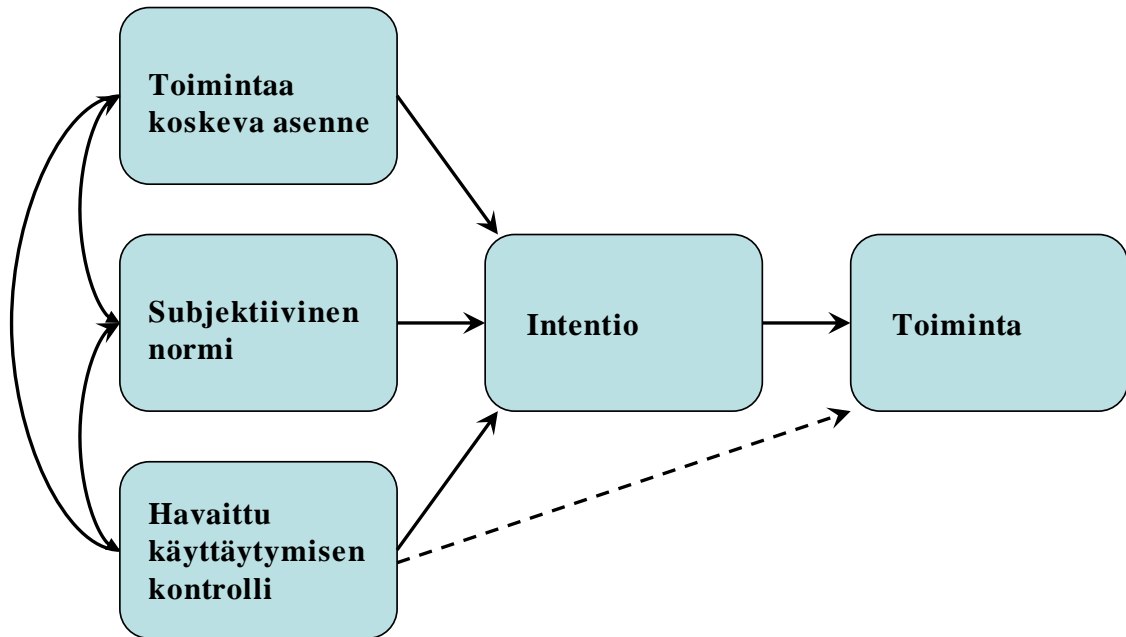 Toimintaa
koskeva asenne
Subjektiivinen
normi
Intentio
Toiminta
Havaittu
käyttäytymisen
kontrolli